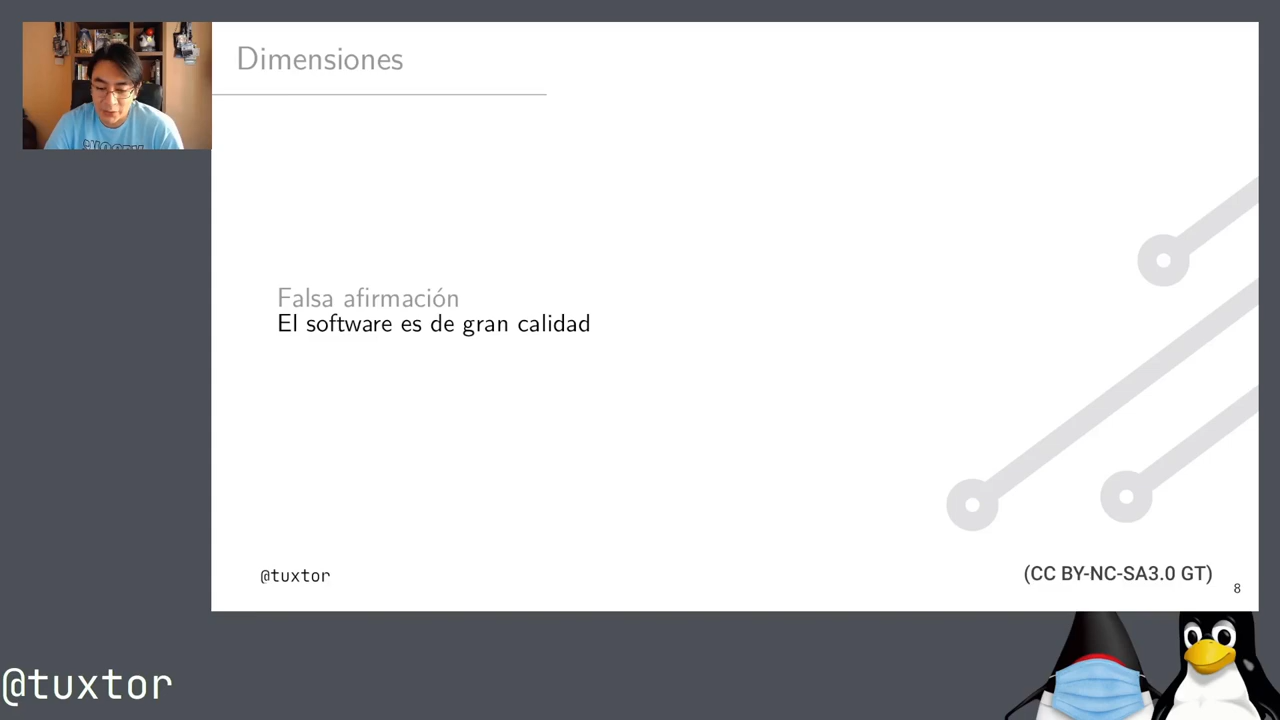 Dimensiones
Falsa afirmación
El software es de gran calidad
@tuxtor
(CC BY-NC-SA3.0 GT)
8
@tuxtor